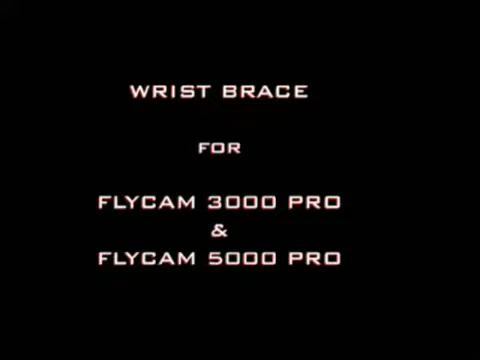 WRIST BRACE
FOR
FLYCAM 3000 PRO
&
FLYCAM 5000 PRO